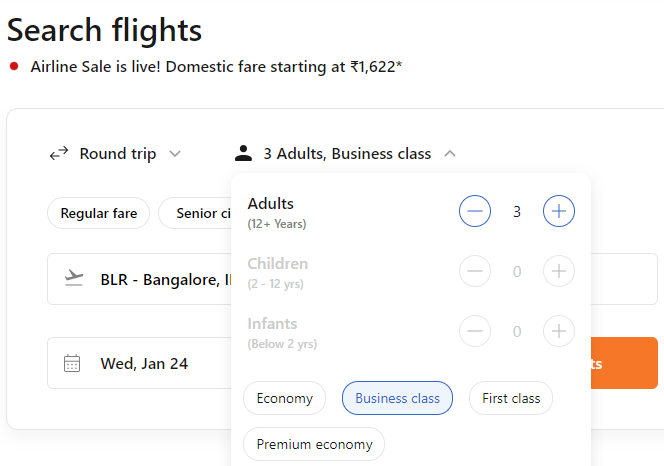 Search flights
Airline Sale is live! Domestic fare starting at ₹1,622*
Round trip
3 Adults, Business class
Regular fare
Senior
Adults
(12+ Years)
3
Children
(2 - 12 yrs)
0
BLR - Bangalore,
Infants
(Below 2 yrs)
0
Wed, Jan 24
Economy
Business class
First class
Premium economy